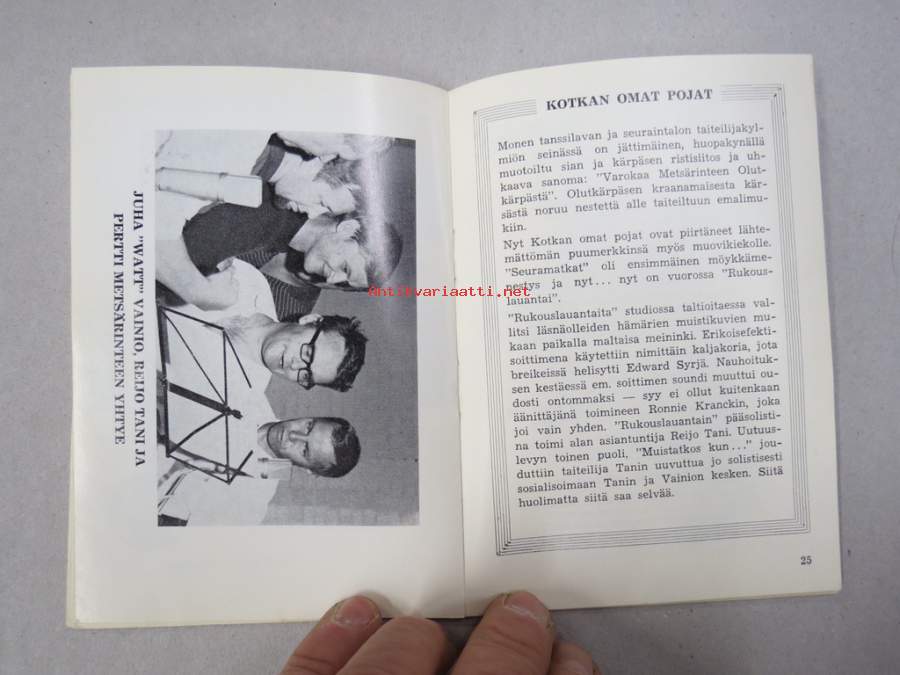 JUHA "WATT" VAINIO, REIJO TANI JA
PERTTI METSÄRINTEEN YHTYE
KOTKAN OMAT POJAT
Monen tanssilavan ja seuraintalon taiteilijakyl-
miön seinässä on jättimäinen, huopakynällä
muotoiltu sian ja kärpäsen ristisiitos ja uh-
kaava sanoma: "Varokaa Metsärinteen Olut-
kärpästä". Olutkärpäsen kraanamaisesta kär-
sästä noruu nestettä alle taiteiltuun emalimu-
kiin.
Nyt Kotkan omat pojat ovat piirtäneet lähte-
mättömän puumerkkinsä myös muovikiekolle.
"Seuramatkat" oli ensimmäinen möykkäme-
nestys ja nyt... nyt on vuorossa "Rukous-
lauantai".
"Rukouslauantaita" studiossa taltioitaessa val-
litsi läsnäolleiden hämärien muistikuvien mu-
kaan paikalla maltaisa meininki. Erikoisefekti-
soittimena käytettiin nimittäin kaljakoria, jota
breikeissä helisytti Edward Syrjä. Nauhoituk-
sen kestäessä em. soittimen soundi muuttui ou-
dosti ontommaksi — syy ei ollut kuitenkaan
äänittäjänä toimineen Ronnie Kranckin, joka
joi vain yhden. "Rukouslauantain" pääsolisti-
na toimi alan asiantuntija Reijo Tani. Uutuus-
levyn toinen puoli, "Muistatkos kun..." jou-
duttiin taiteilija Tanin uuvuttua jo solistisesti
sosialisoimaan Tanin ja Vainion kesken. Siitä
huolimatta siitä saa selvää.
25
Antikvariaatti.net